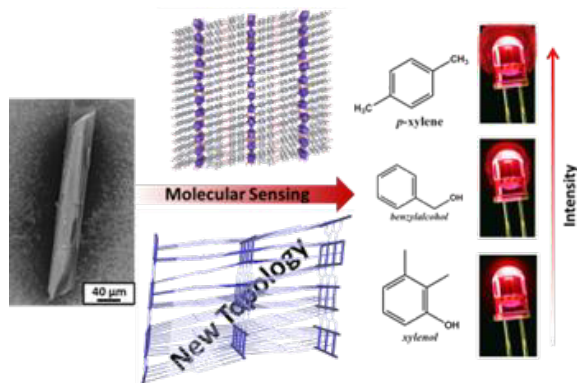 CH₃
H₃C
p-xylene
Molecular Sensing
OH
benzylalcohol
40 µm
New Topology
OH
xylenol
Intensity